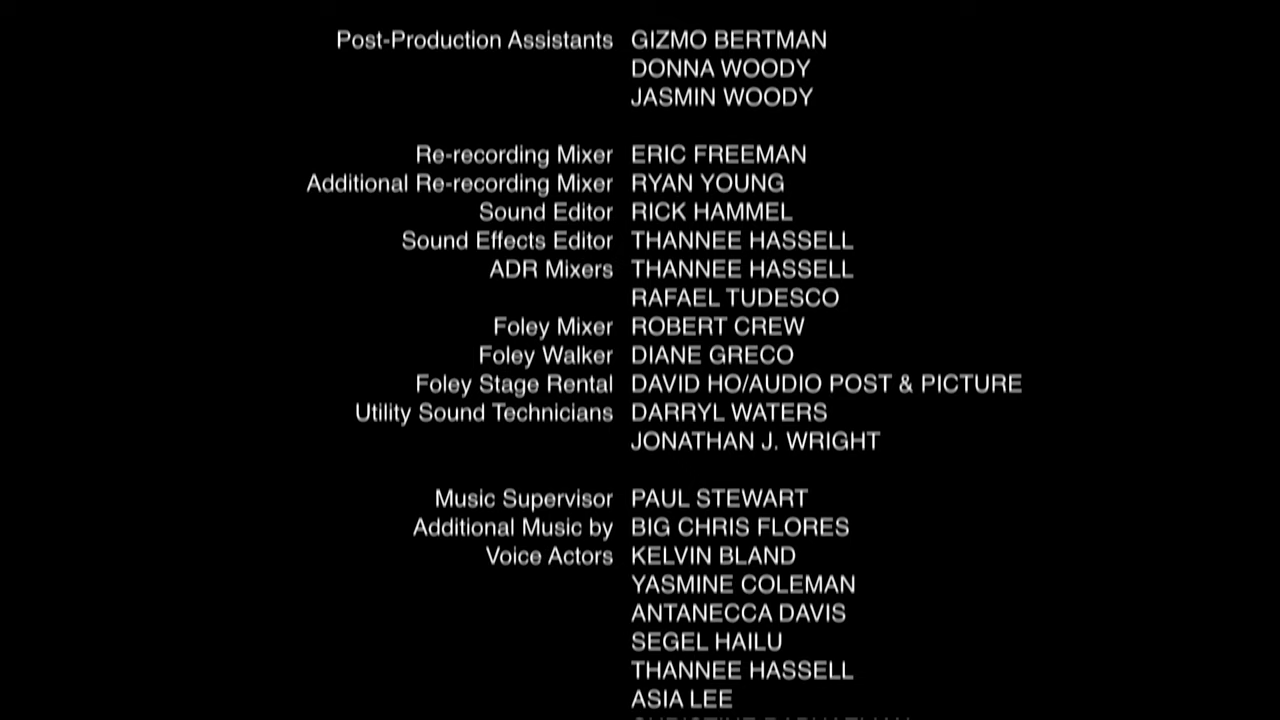 Post-Production Assistants GIZMO BERTMAN
DONNA WOODY
JASMIN WOODY
Re-recording Mixer ERIC FREEMAN
Additional Re-recording Mixer RYAN YOUNG
Sound Editor RICK HAMMEL
Sound Effects Editor THANNEE HASSELL
ADR Mixers THANNEE HASSELL
RAFAEL TUDESCO
Foley Mixer ROBERT CREW
Foley Walker DIANE GRECO
Foley Stage Rental DAVID HO/AUDIO POST & PICTURE
Utility Sound Technicians DARRYL WATERS
JONATHAN J. WRIGHT
Music Supervisor PAUL STEWART
Additional Music by BIG CHRIS FLORES
Voice Actors KELVIN BLAND
YASMINE COLEMAN
ANTANECCA DAVIS
SEGEL HAILU
THANNEE HASSELL
ASIA LEE